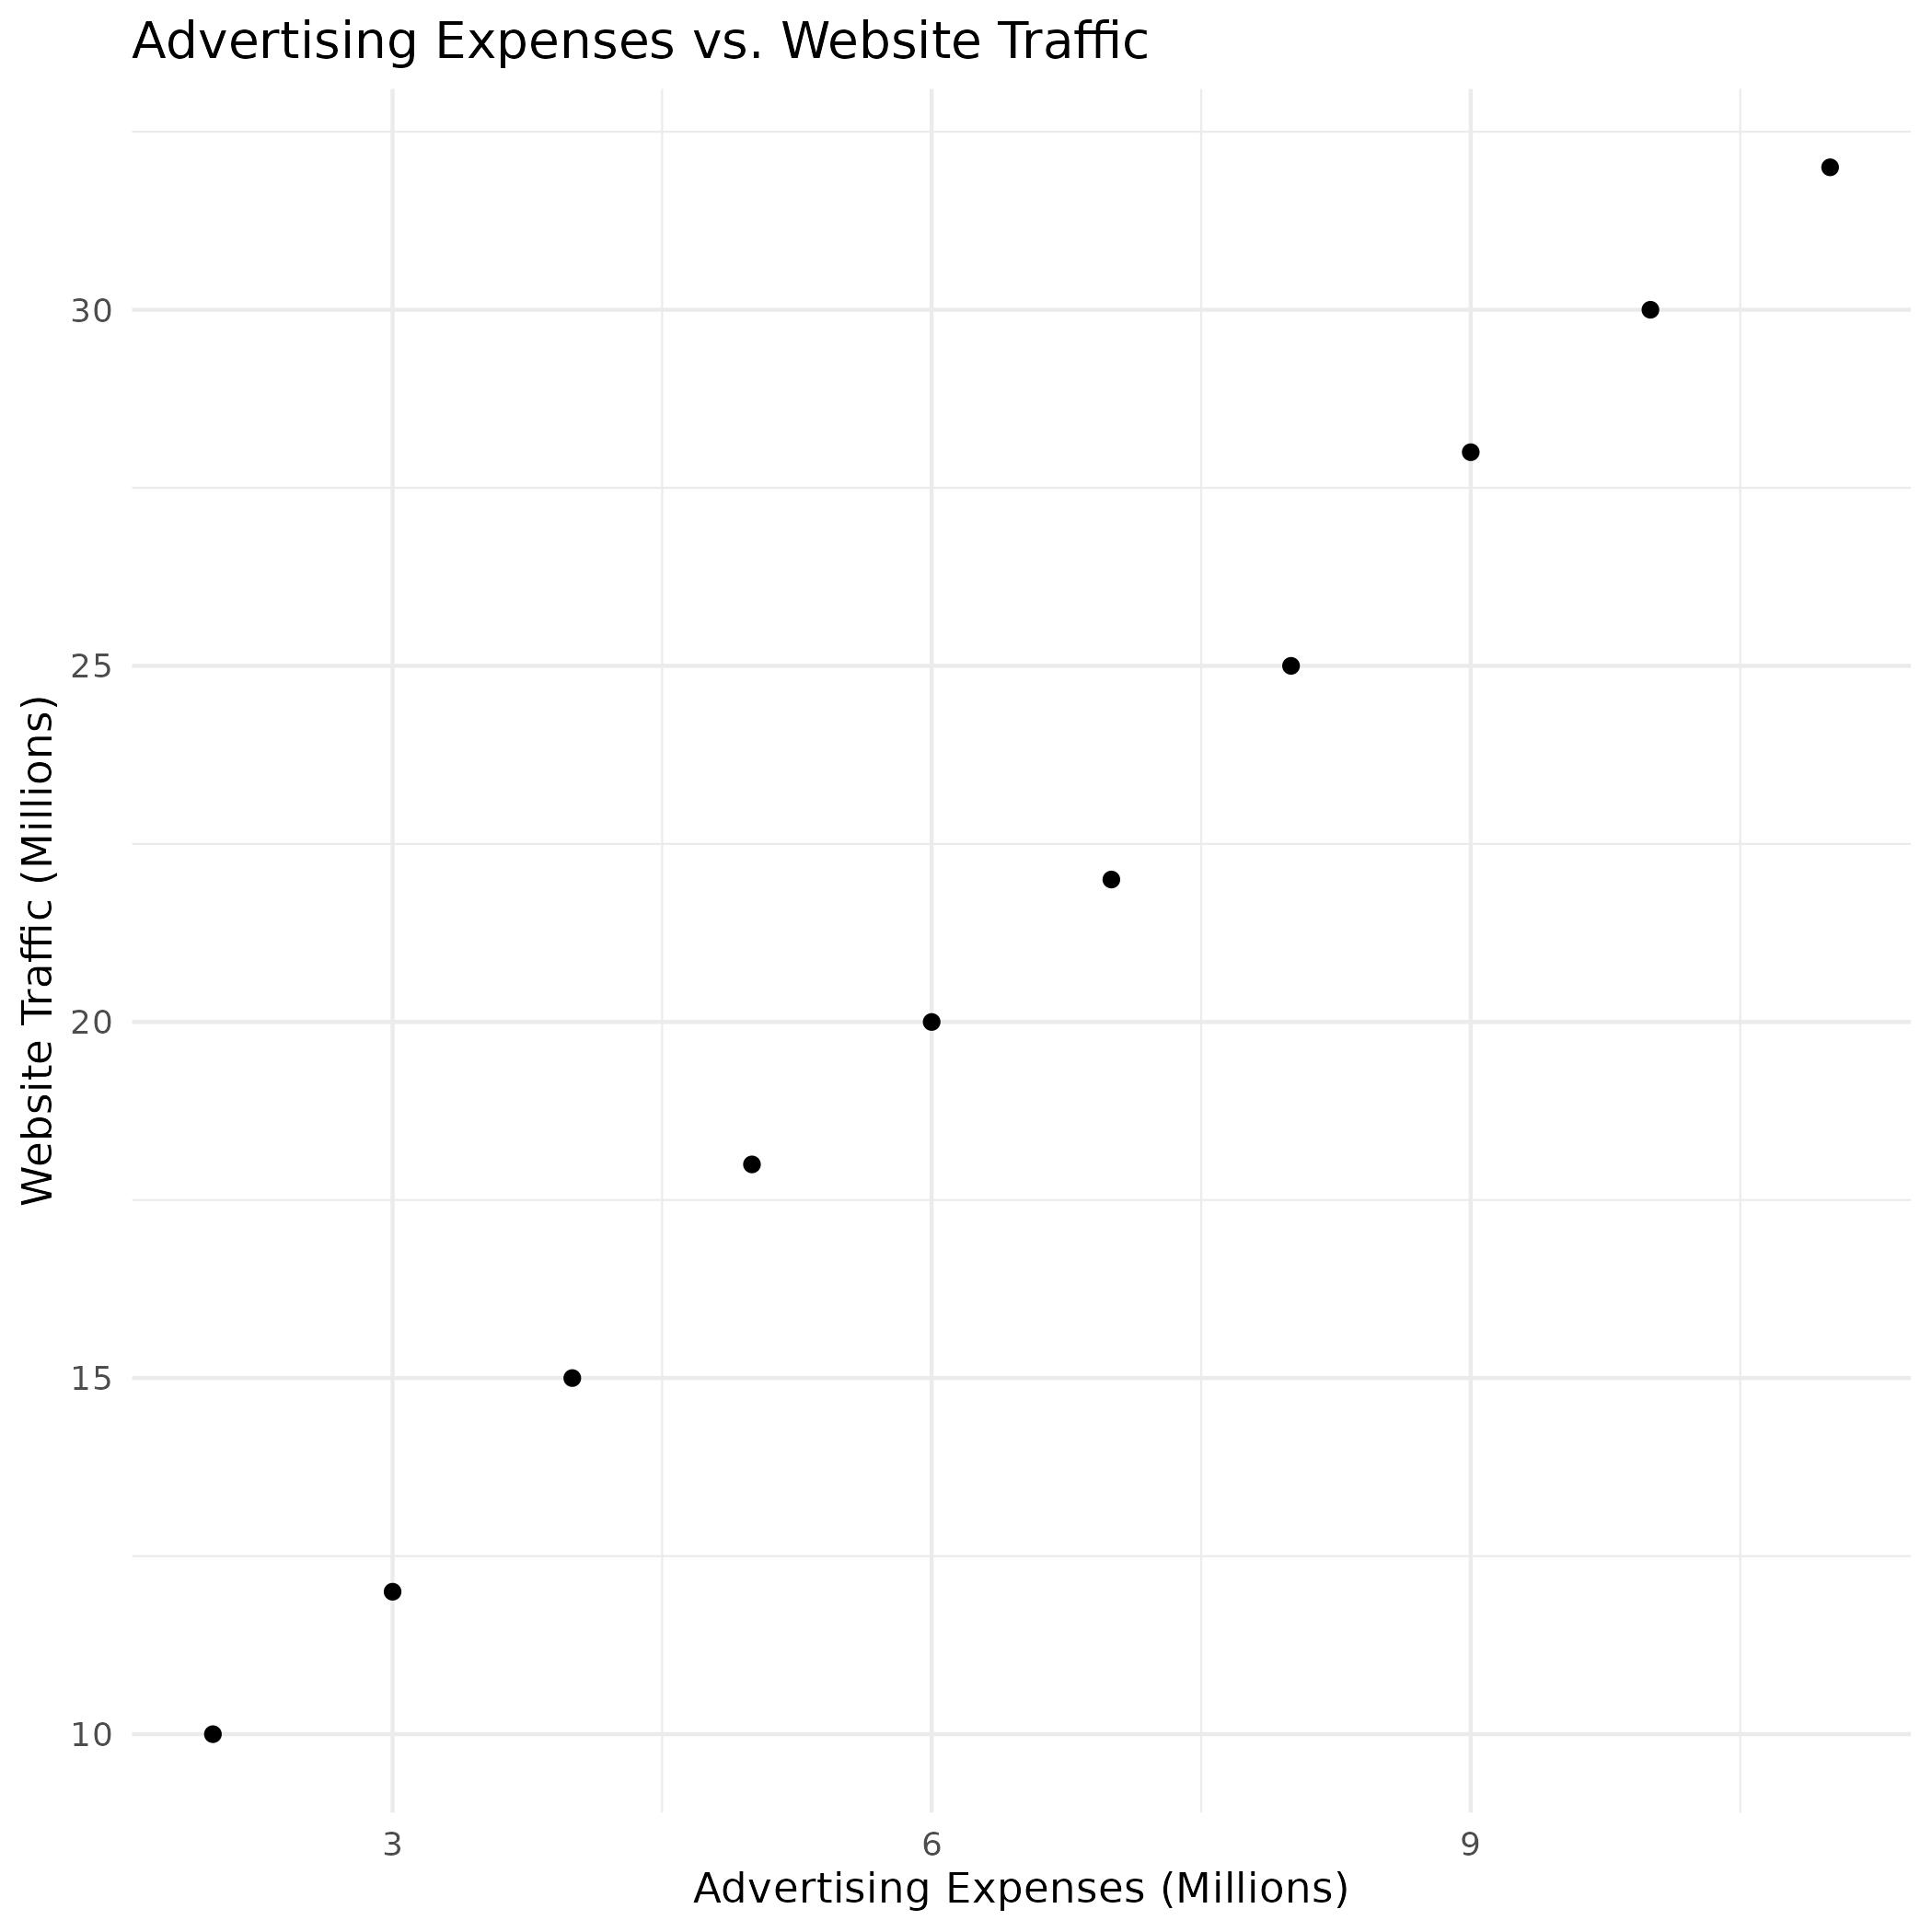 Advertising Expenses vs. Website Traffic
Website Traffic (Millions)
30
25
20
15
10
3
6
9
Advertising Expenses (Millions)